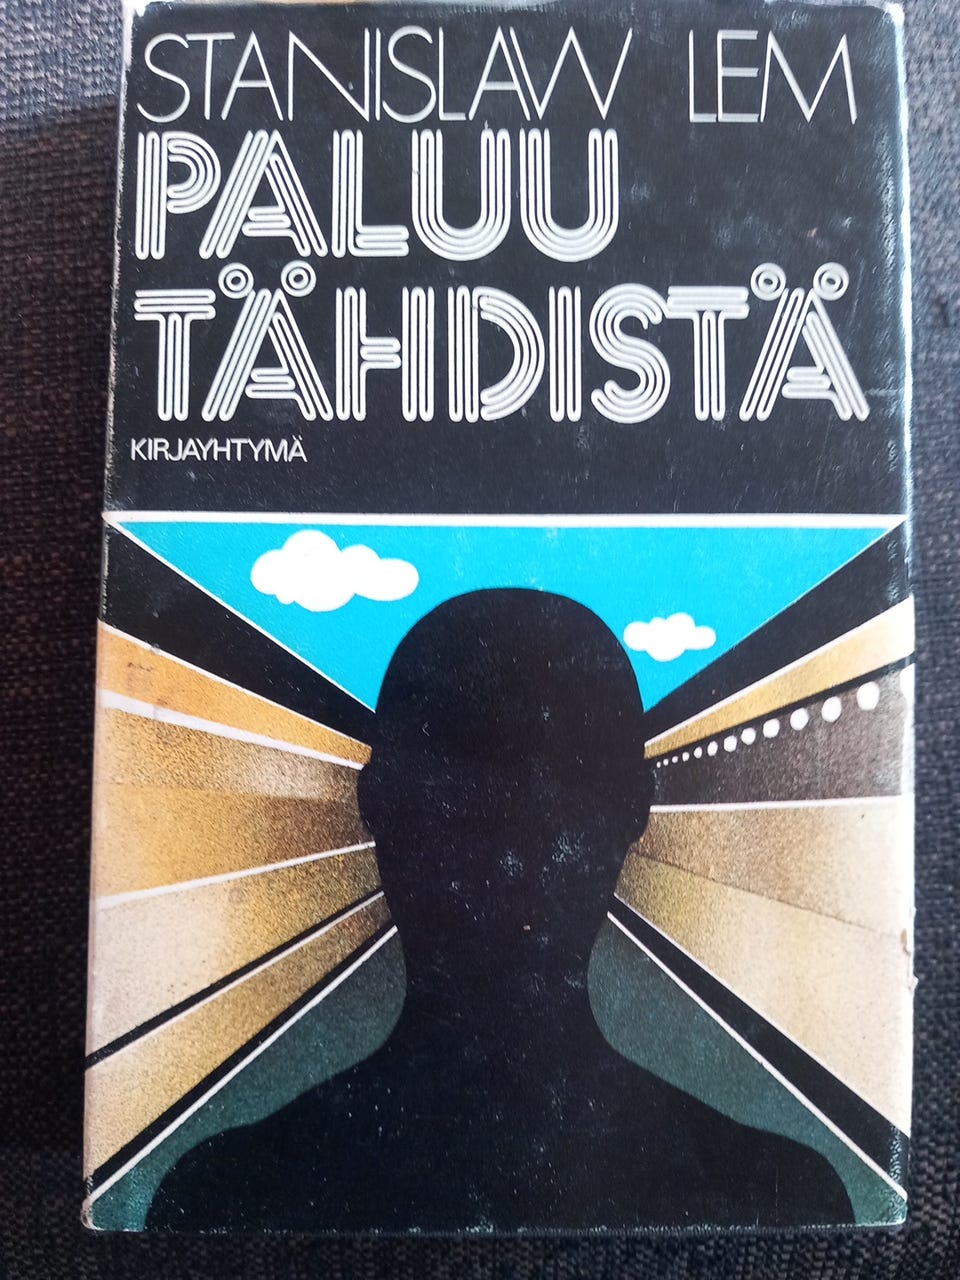 STANISLAW LEM
PALUU
TÄHDISTÄ
KIRJAYHTYMÄ